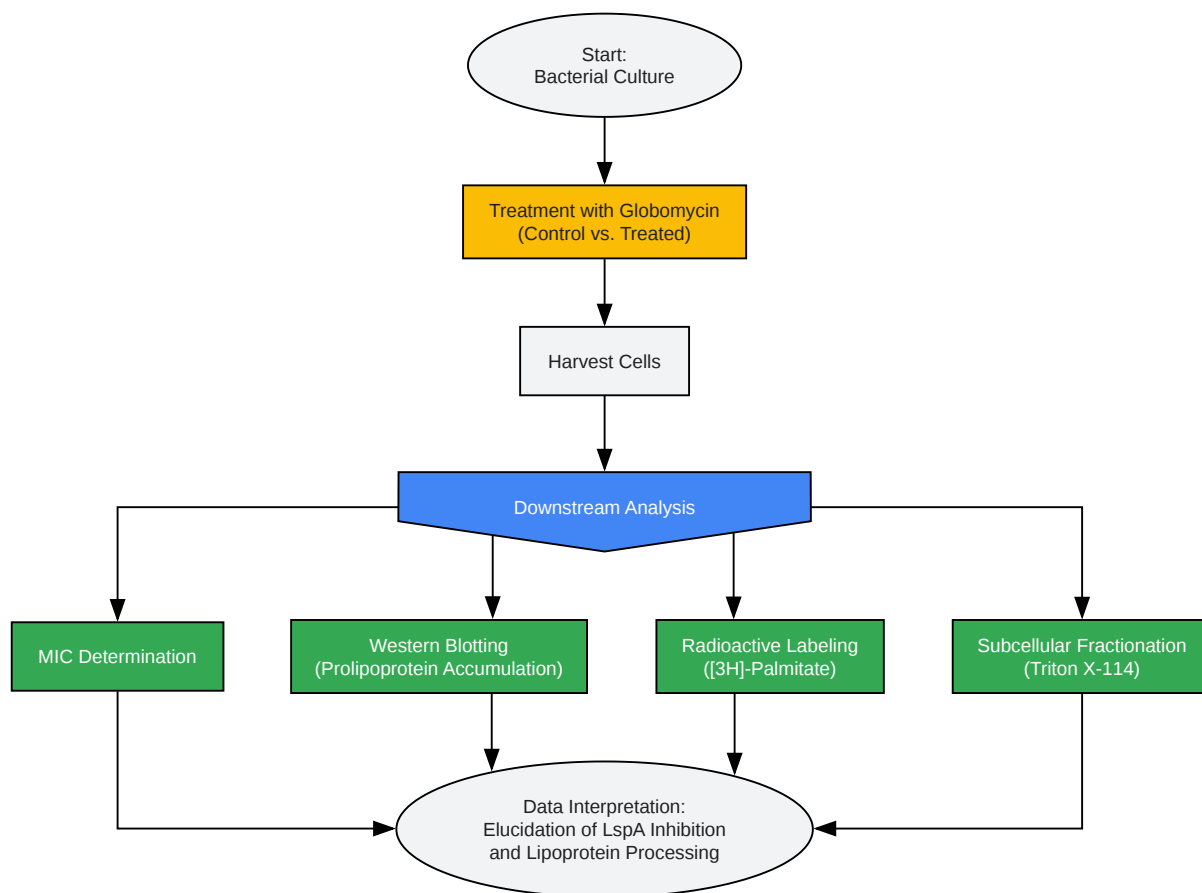 Start:
Bacterial Culture
Treatment with Globomycin
(Control vs. Treated)
Harvest Cells
Downstream Analysis
MIC Determination
Western Blotting
(Prolipoprotein Accumulation)
Radioactive Labeling
([3H]-Palmitate)
Subcellular Fractionation
(Triton X-114)
Data Interpretation:
Elucidation of LspA Inhibition
and Lipoprotein Processing